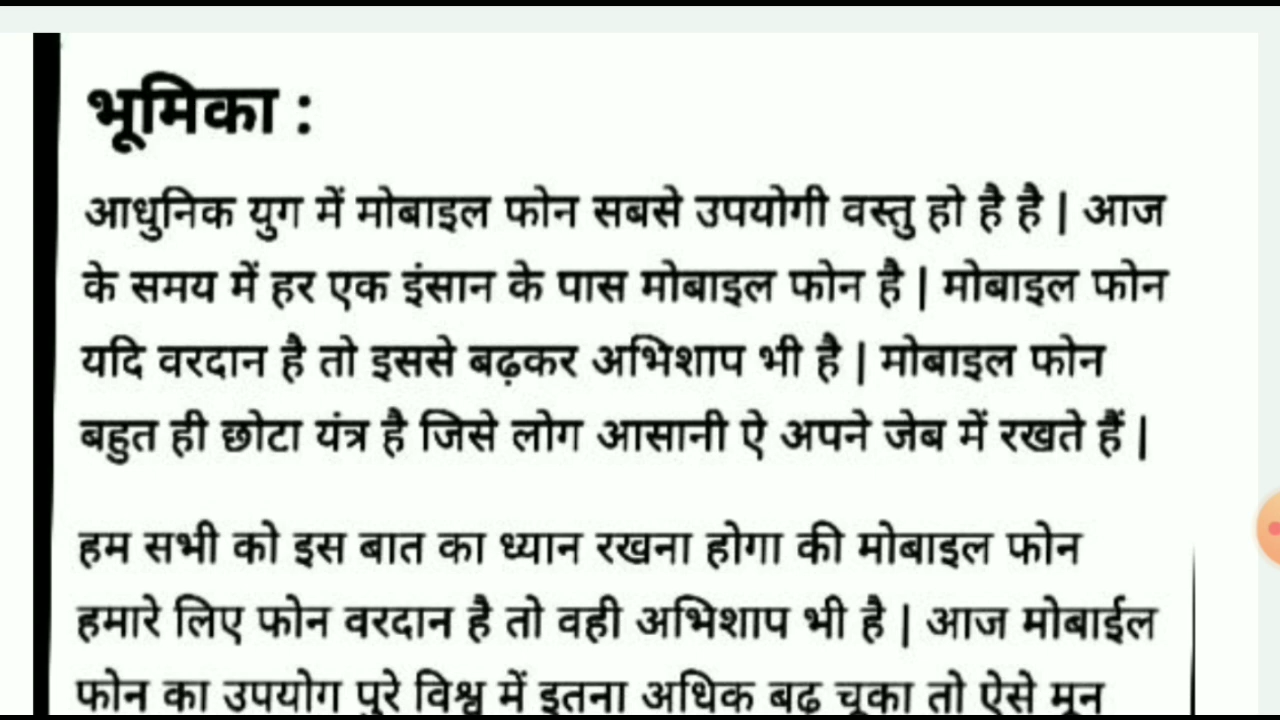 भूमिका :
आधुनिक युग में मोबाइल फोन सबसे उपयोगी वस्तु हो है है | आज
के समय में हर एक इंसान के पास मोबाइल फोन है | मोबाइल फोन
यदि वरदान है तो इससे बढ़कर अभिशाप भी है | मोबाइल फोन
बहुत ही छोटा यंत्र है जिसे लोग आसानी ऐ अपने जेब में रखते हैं |
हम सभी को इस बात का ध्यान रखना होगा की मोबाइल फोन
हमारे लिए फोन वरदान है तो वही अभिशाप भी है | आज मोबाईल
फोन का उपयोग पुरे विश्व में इतना अधिक बढ़ चूका तो ऐसे